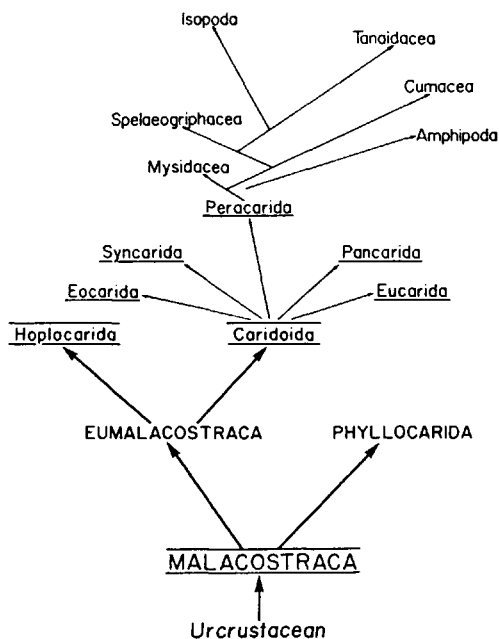 Isopoda
Tanaidacea
Cumacea
Spelaeogriphacea
Amphipoda
Mysidacea
Peracarida
Syncarida
Pancarida
Eocarida
Eucarida
Hoplocarida
Caridoida
EUMALACOSTRACA
PHYLLOCARIDA
MALACOSTRACA
Urcrustacean